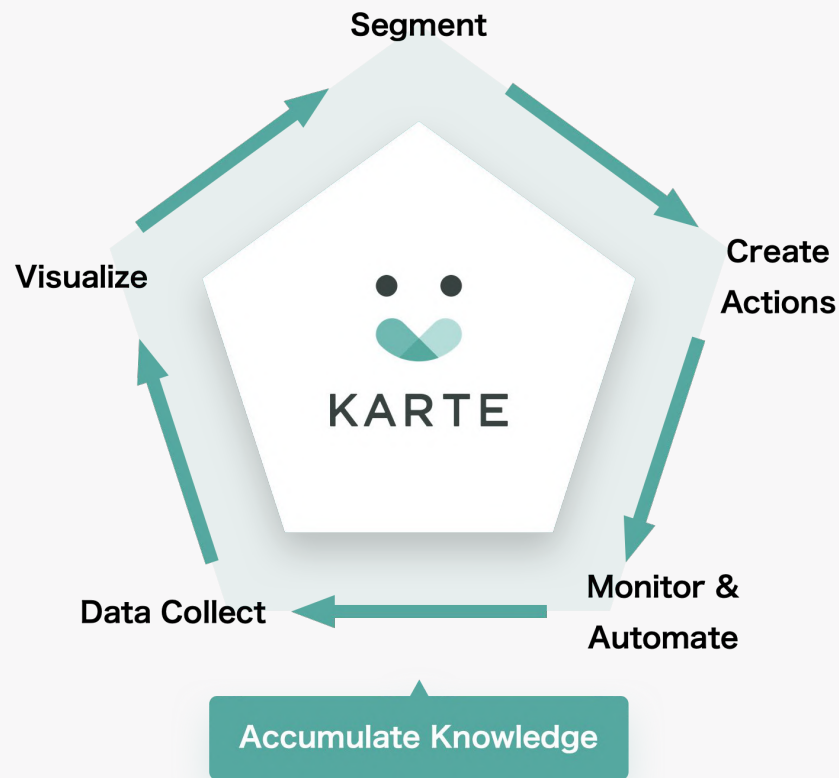 Segment
Visualize
Create
Actions
KARTE
Data Collect
Monitor &
Automate
Accumulate Knowledge